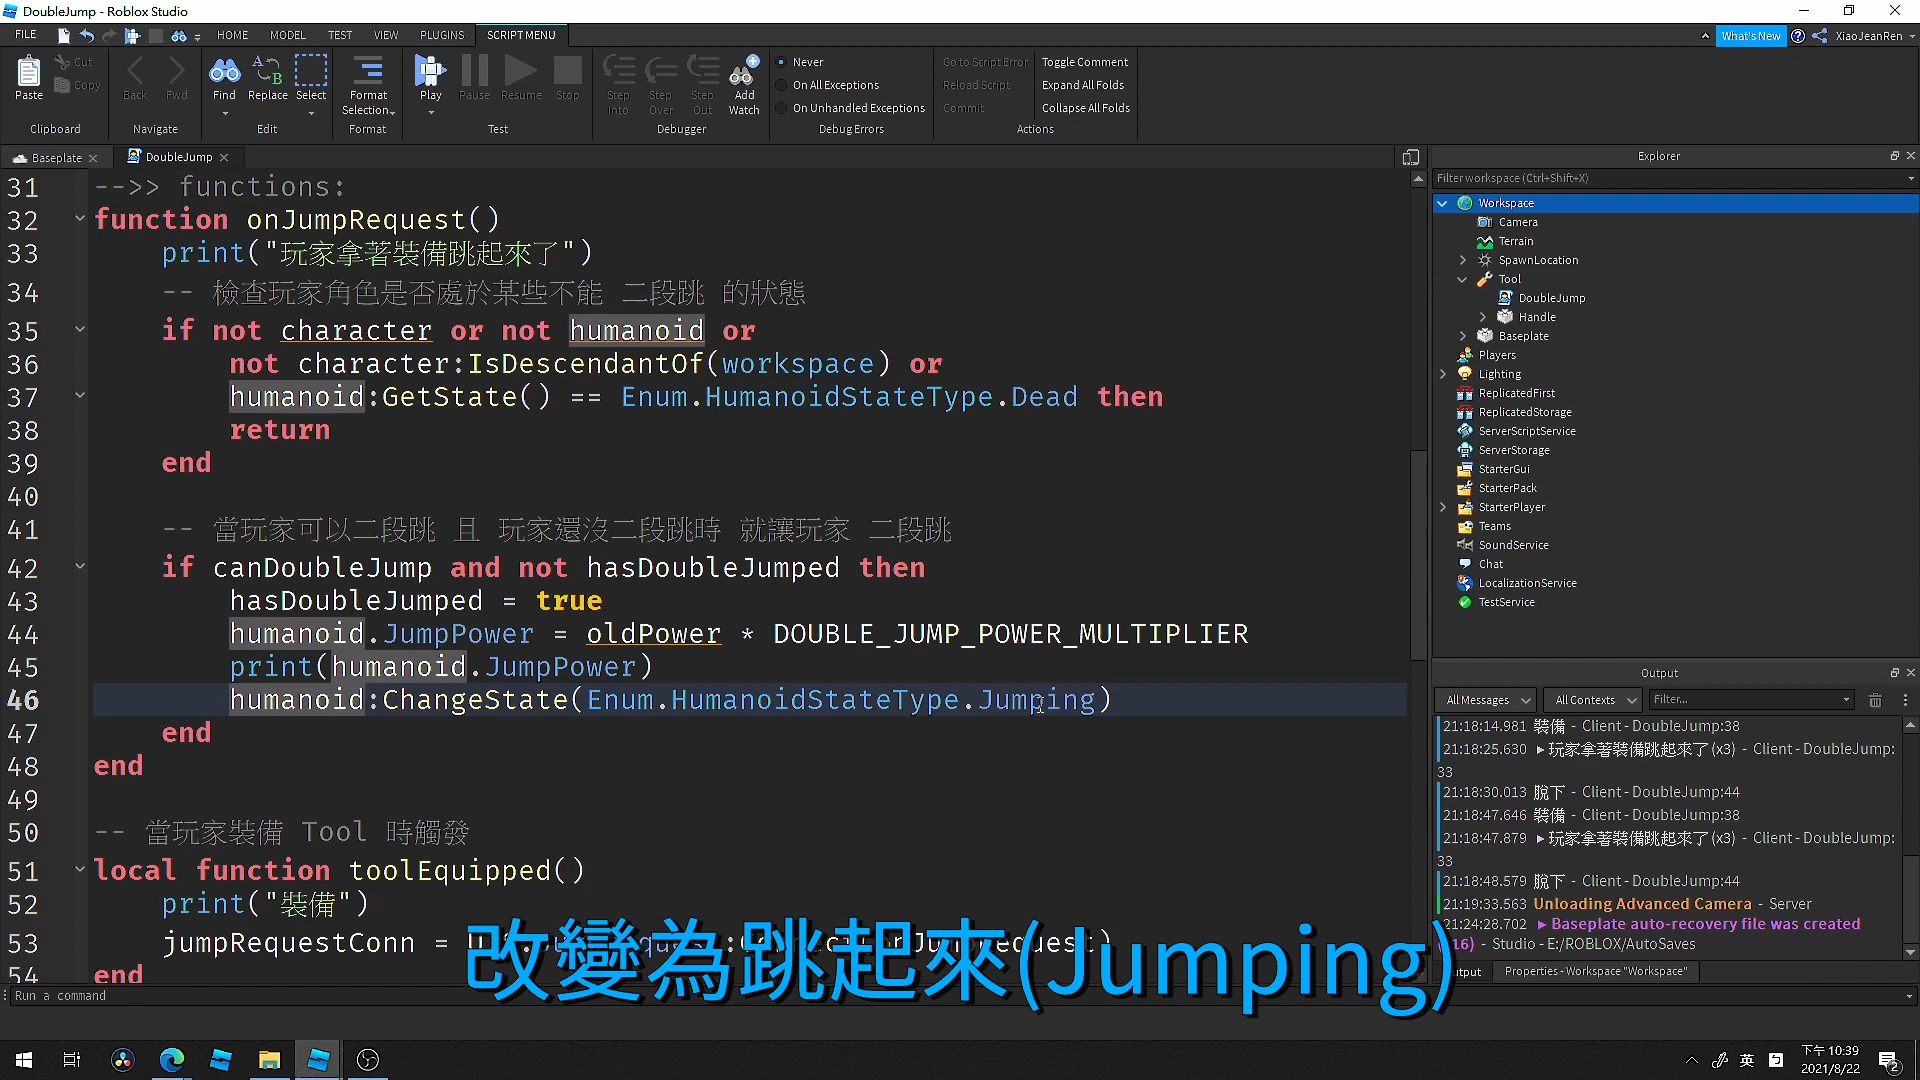 DoubleJump - Roblox Studio
FILE HOME MODEL TEST VIEW PLUGINS SCRIPT MENU What's New XiaoJeanRen
Paste Cut Copy Clipboard
Back Fwd Navigate
Find Replace Select Edit
Format Selection Format
Play Pause Resume Stop Test
Step Into Step Over Step Out Add Watch Debugger
Never
On All Exceptions
On Unhandled Exceptions
Debug Errors
Go to Script Error Toggle Comment
Reload Script Expand All Folds
Commit Collapse All Folds
Actions
Baseplate DoubleJump
31 -->> functions:
32 function onJumpRequest()
33 print("玩家拿著裝備跳起來了")
34 -- 檢查玩家角色是否處於某些不能 二段跳 的狀態
35 if not character or not humanoid or
36 not character:IsDescendantOf(workspace) or
37 humanoid:GetState() == Enum.HumanoidStateType.Dead then
38 return
39 end
40
41 -- 當玩家可以二段跳 且 玩家還沒二段跳時 就讓玩家 二段跳
42 if canDoubleJump and not hasDoubleJumped then
43 hasDoubleJumped = true
44 humanoid.JumpPower = oldPower * DOUBLE_JUMP_POWER_MULTIPLIER
45 print(humanoid.JumpPower)
46 humanoid:ChangeState(Enum.HumanoidStateType.Jumping)
47 end
48 end
49
50 -- 當玩家裝備 Tool 時觸發
51 local function toolEquipped()
52 print("裝備")
53 jumpRequestConn =
54 end
改變為跳起來(Jumping)
Run a command
Explorer
Filter workspace (Ctrl+Shift+X)
Workspace
Camera
Terrain
SpawnLocation
Tool
DoubleJump
Handle
Baseplate
Players
Lighting
ReplicatedFirst
ReplicatedStorage
ServerScriptService
ServerStorage
StarterGui
StarterPack
StarterPlayer
Teams
SoundService
Chat
LocalizationService
TestService
Output
All Messages All Contexts Filter...
21:18:14.981 裝備 - Client - DoubleJump:38
21:18:25.630 ▸ 玩家拿著裝備跳起來了 (x3) - Client - DoubleJump:
33
21:18:30.013 脫下 - Client - DoubleJump:44
21:18:47.646 裝備 - Client - DoubleJump:38
21:18:47.879 ▸ 玩家拿著裝備跳起來了 (x3) - Client - DoubleJump:
33
21:18:48.579 脫下 - Client - DoubleJump:44
21:19:33.563 Unloading Advanced Camera - Server
21:24:28.702 ▸ Baseplate auto-recovery file was created
16) - Studio - E:/ROBLOX/AutoSaves
Properties - Workspace "Workspace"
英 下午 10:39
2021/8/22 2